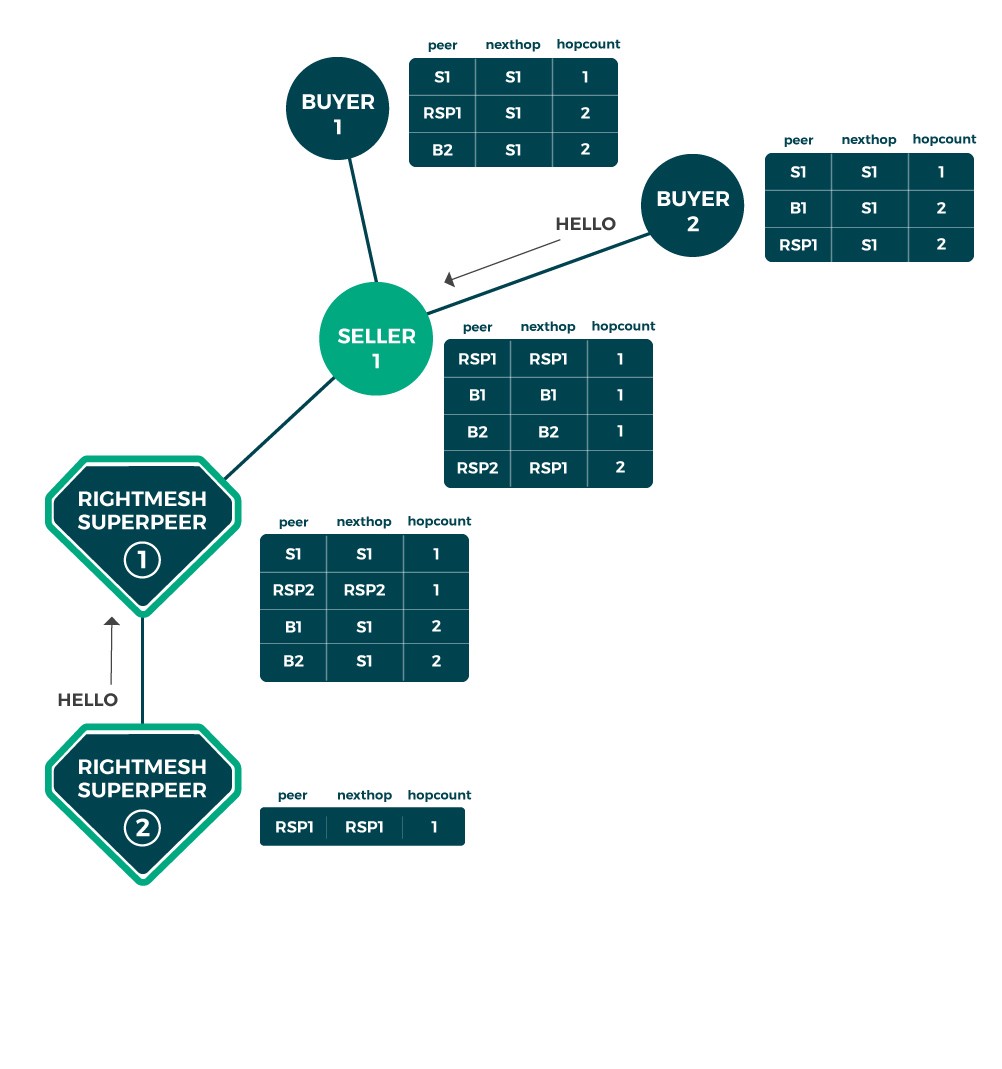 peer nexthop hopcount
BUYER
1
S1 S1 1
RSP1 S1 2
B2 S1 2
peer nexthop hopcount
BUYER
2
S1 S1 1
B1 S1 2
RSP1 S1 2
HELLO
SELLER
1
peer nexthop hopcount
RSP1 RSP1 1
B1 B1 1
B2 B2 1
RSP2 RSP1 2
RIGHTMESH
SUPERPEER
1
peer nexthop hopcount
S1 S1 1
RSP2 RSP2 1
B1 S1 2
B2 S1 2
HELLO
RIGHTMESH
SUPERPEER
2
peer nexthop hopcount
RSP1 RSP1 1